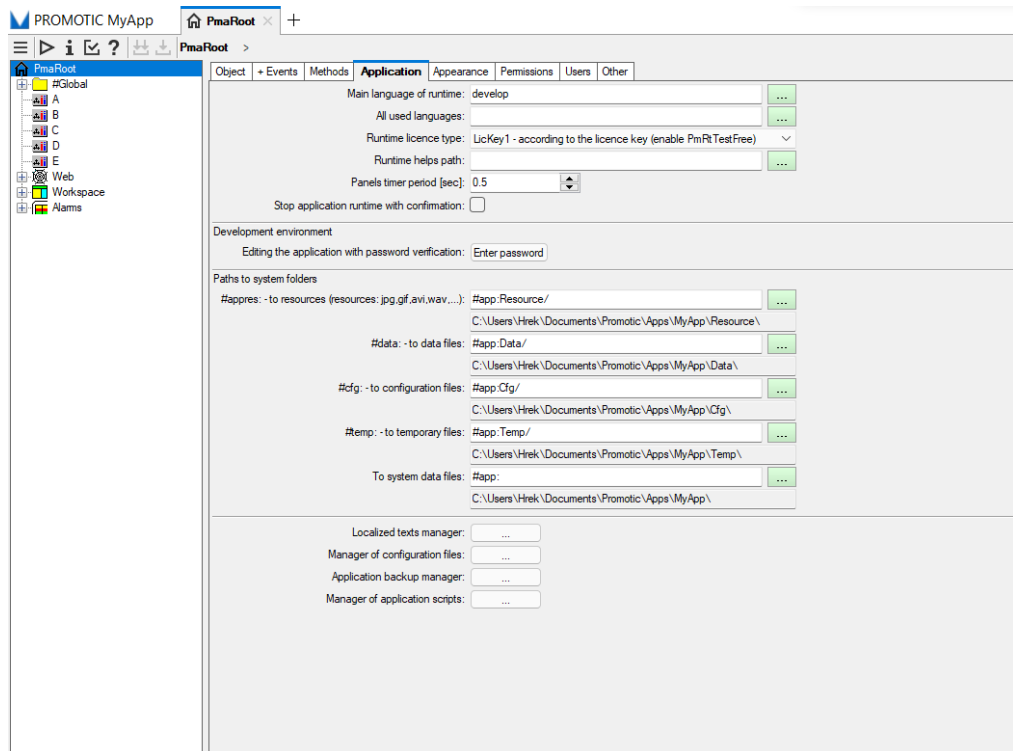 PROMOTIC MyApp
PmaRoot
PmaRoot >
PmaRoot
#Global
A
B
C
D
E
Web
Workspace
Alarms
Object + Events Methods Application Appearance Permissions Users Other
Main language of runtime: develop ...
All used languages: ...
Runtime licence type: LicKey1 - according to the licence key (enable PmRtTestFree)
Runtime helps path: ...
Panels timer period [sec]: 0.5
Stop application runtime with confirmation:
Development environment
Editing the application with password verification: Enter password
Paths to system folders
#appres: - to resources (resources: jpg,gif,avi,wav,...): #app:Resource/ ...
C:\Users\Hrek\Documents\Promotic\Apps\MyApp\Resource\
#data: - to data files: #app:Data/ ...
C:\Users\Hrek\Documents\Promotic\Apps\MyApp\Data\
#cfg: - to configuration files: #app:Cfg/ ...
C:\Users\Hrek\Documents\Promotic\Apps\MyApp\Cfg\
#temp: - to temporary files: #app:Temp/ ...
C:\Users\Hrek\Documents\Promotic\Apps\MyApp\Temp\
To system data files: #app: ...
C:\Users\Hrek\Documents\Promotic\Apps\MyApp\
Localized texts manager: ...
Manager of configuration files: ...
Application backup manager: ...
Manager of application scripts: ...